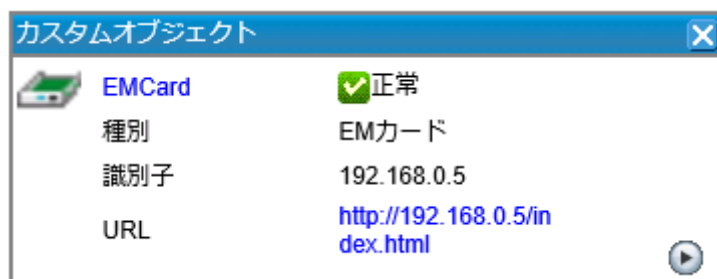 カスタムオブジェクト
EMCard 正常
種別 EMカード
識別子 192.168.0.5
URL http://192.168.0.5/in
dex.html